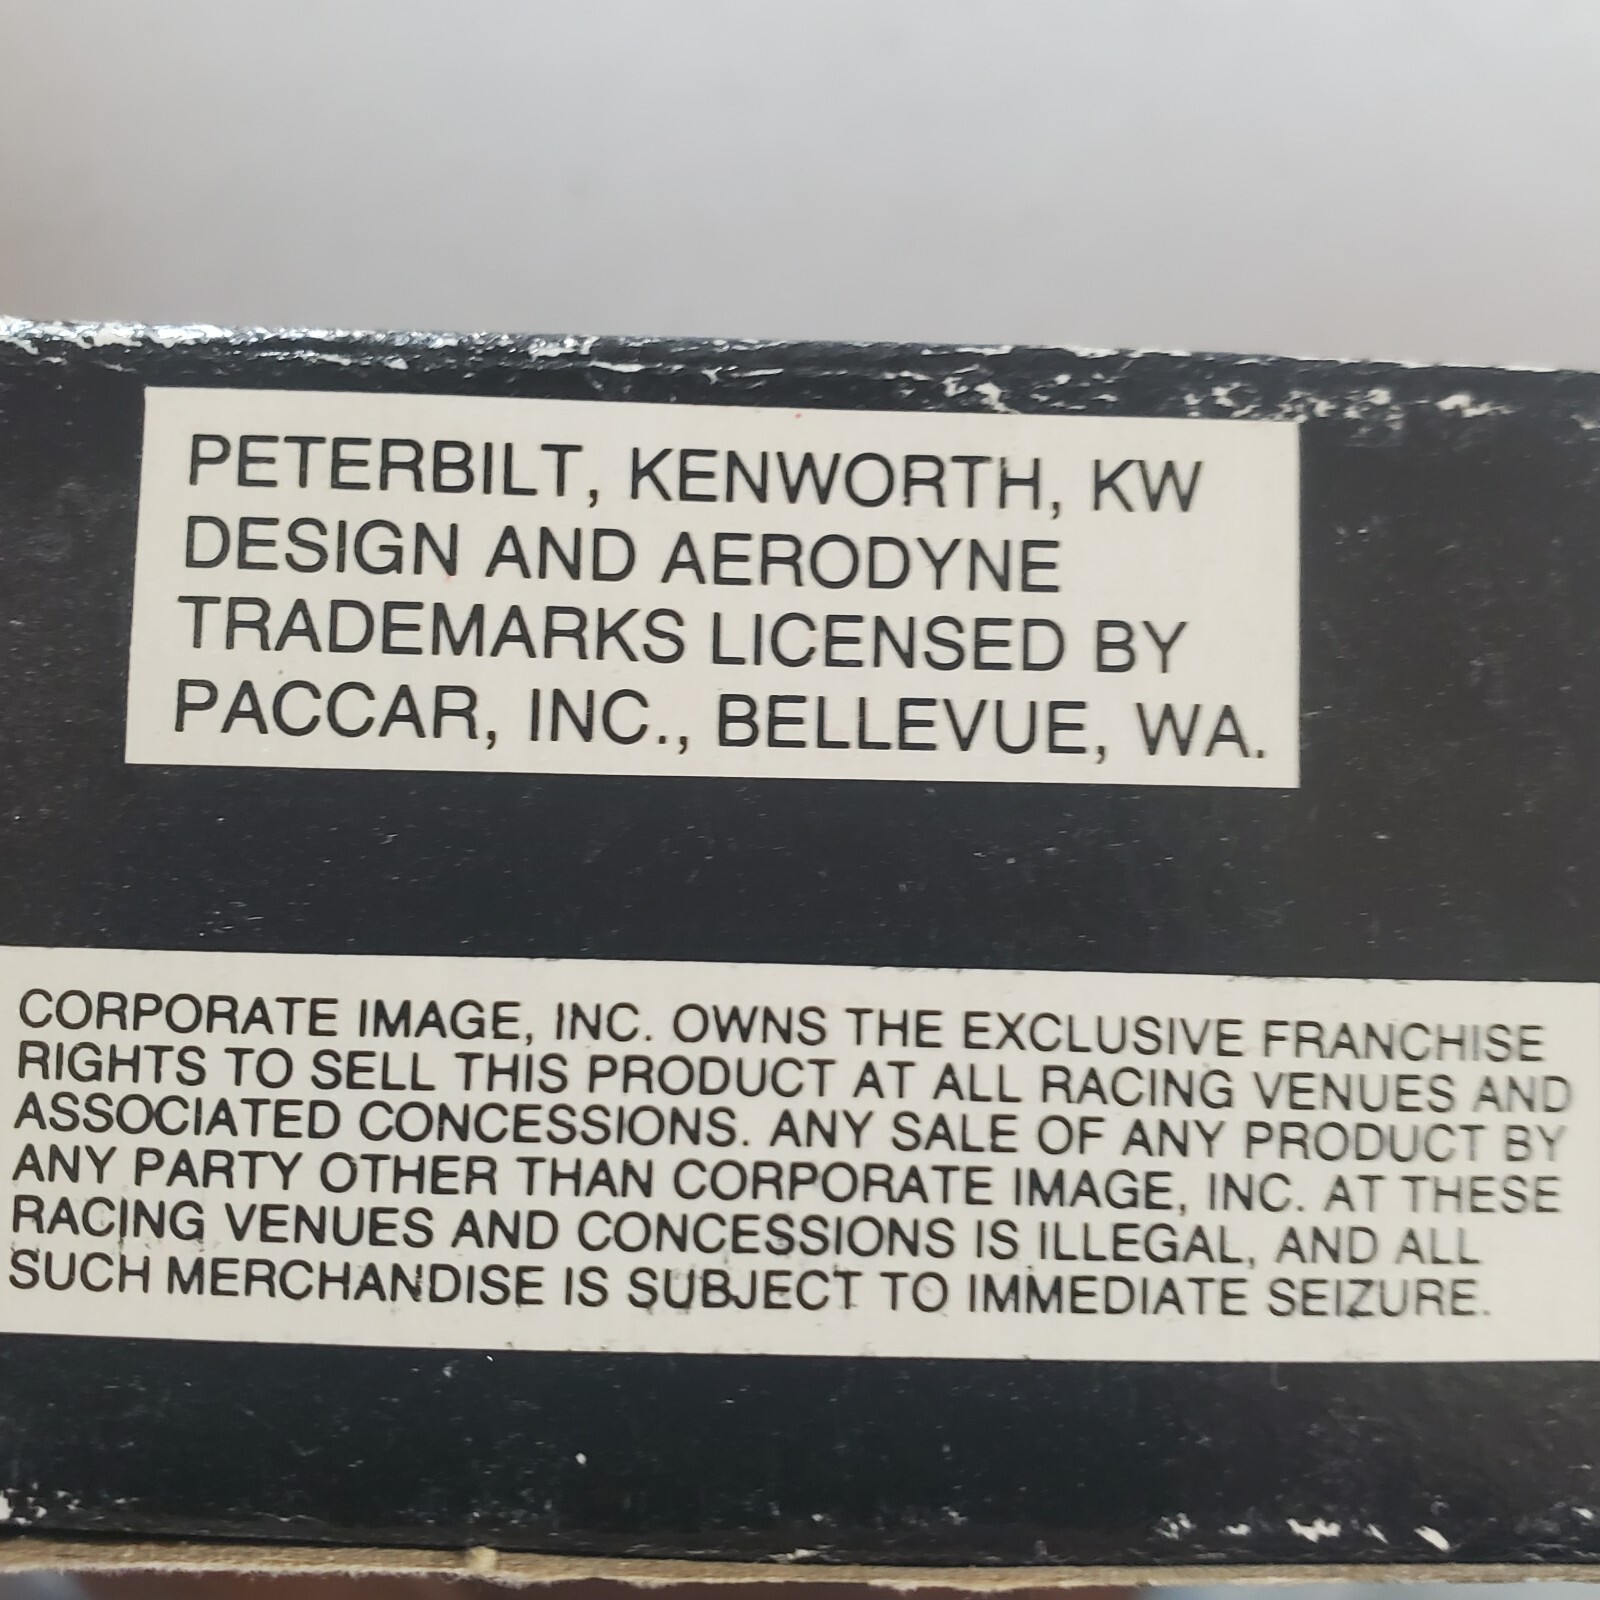 PETERBILT, KENWORTH, KW
DESIGN AND AERODYNE
TRADEMARKS LICENSED BY
PACCAR, INC., BELLEVUE, WA.
CORPORATE IMAGE, INC. OWNS THE EXCLUSIVE FRANCHISE
RIGHTS TO SELL THIS PRODUCT AT ALL RACING VENUES AND
ASSOCIATED CONCESSIONS. ANY SALE OF ANY PRODUCT BY
ANY PARTY OTHER THAN CORPORATE IMAGE, INC. AT THESE
RACING VENUES AND CONCESSIONS IS ILLEGAL, AND ALL
SUCH MERCHANDISE IS SUBJECT TO IMMEDIATE SEIZURE.